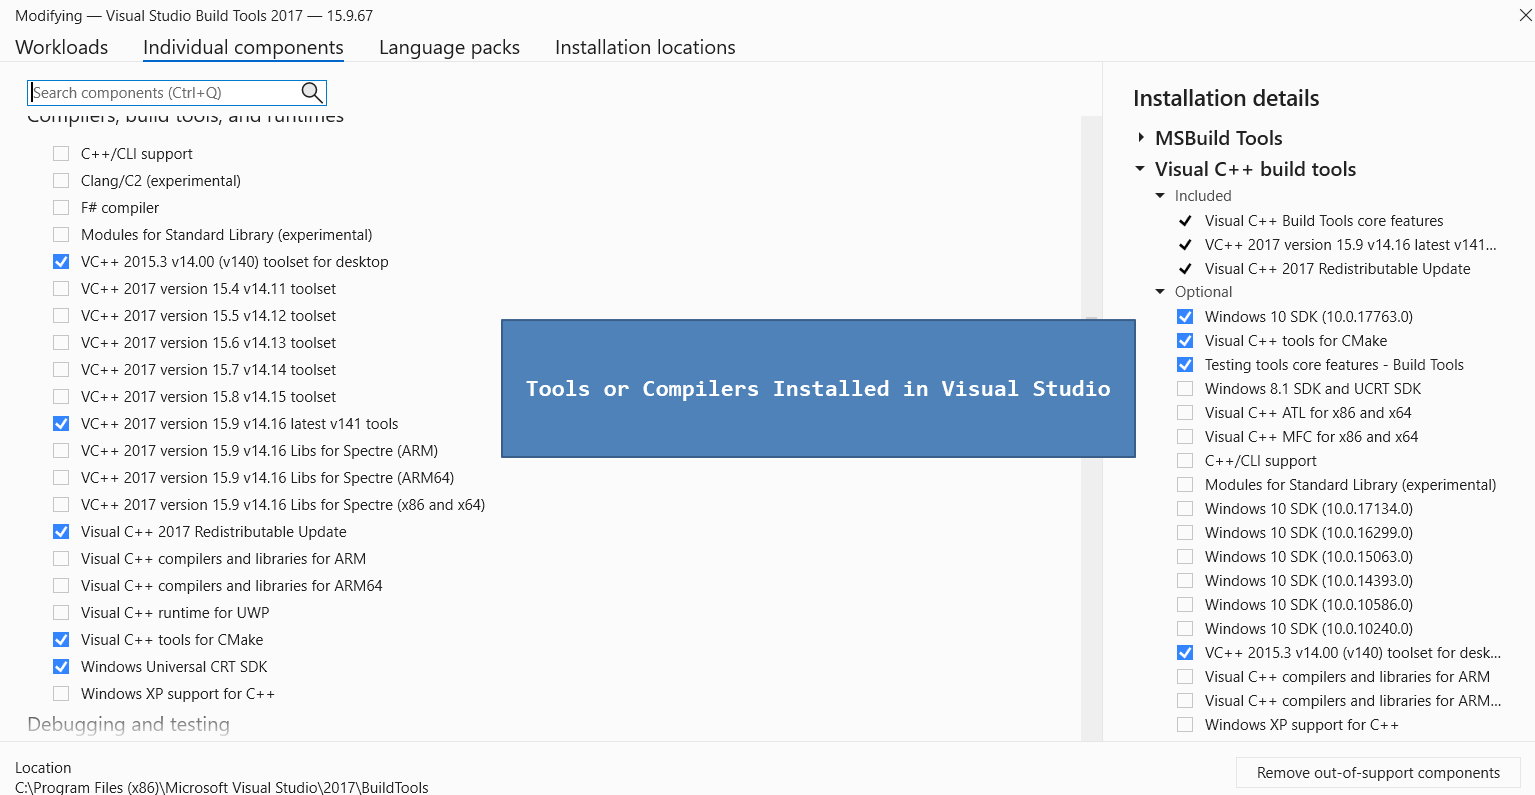 Modifying — Visual Studio Build Tools 2017 — 15.9.67
Workloads Individual components Language packs Installation locations
Search components (Ctrl+Q)
Compilers, build tools, and runtimes
C++/CLI support
Clang/C2 (experimental)
F# compiler
Modules for Standard Library (experimental)
VC++ 2015.3 v14.00 (v140) toolset for desktop
VC++ 2017 version 15.4 v14.11 toolset
VC++ 2017 version 15.5 v14.12 toolset
VC++ 2017 version 15.6 v14.13 toolset
VC++ 2017 version 15.7 v14.14 toolset
VC++ 2017 version 15.8 v14.15 toolset
VC++ 2017 version 15.9 v14.16 latest v141 tools
VC++ 2017 version 15.9 v14.16 Libs for Spectre (ARM)
VC++ 2017 version 15.9 v14.16 Libs for Spectre (ARM64)
VC++ 2017 version 15.9 v14.16 Libs for Spectre (x86 and x64)
Visual C++ 2017 Redistributable Update
Visual C++ compilers and libraries for ARM
Visual C++ compilers and libraries for ARM64
Visual C++ runtime for UWP
Visual C++ tools for CMake
Windows Universal CRT SDK
Windows XP support for C++
Debugging and testing
Tools or Compilers Installed in Visual Studio
Installation details
MSBuild Tools
Visual C++ build tools
Included
Visual C++ Build Tools core features
VC++ 2017 version 15.9 v14.16 latest v141...
Visual C++ 2017 Redistributable Update
Optional
Windows 10 SDK (10.0.17763.0)
Visual C++ tools for CMake
Testing tools core features - Build Tools
Windows 8.1 SDK and UCRT SDK
Visual C++ ATL for x86 and x64
Visual C++ MFC for x86 and x64
C++/CLI support
Modules for Standard Library (experimental)
Windows 10 SDK (10.0.17134.0)
Windows 10 SDK (10.0.16299.0)
Windows 10 SDK (10.0.15063.0)
Windows 10 SDK (10.0.14393.0)
Windows 10 SDK (10.0.10586.0)
Windows 10 SDK (10.0.10240.0)
VC++ 2015.3 v14.00 (v140) toolset for desk...
Visual C++ compilers and libraries for ARM
Visual C++ compilers and libraries for ARM...
Windows XP support for C++
Location
C:\Program Files (x86)\Microsoft Visual Studio\2017\BuildTools
Remove out-of-support components